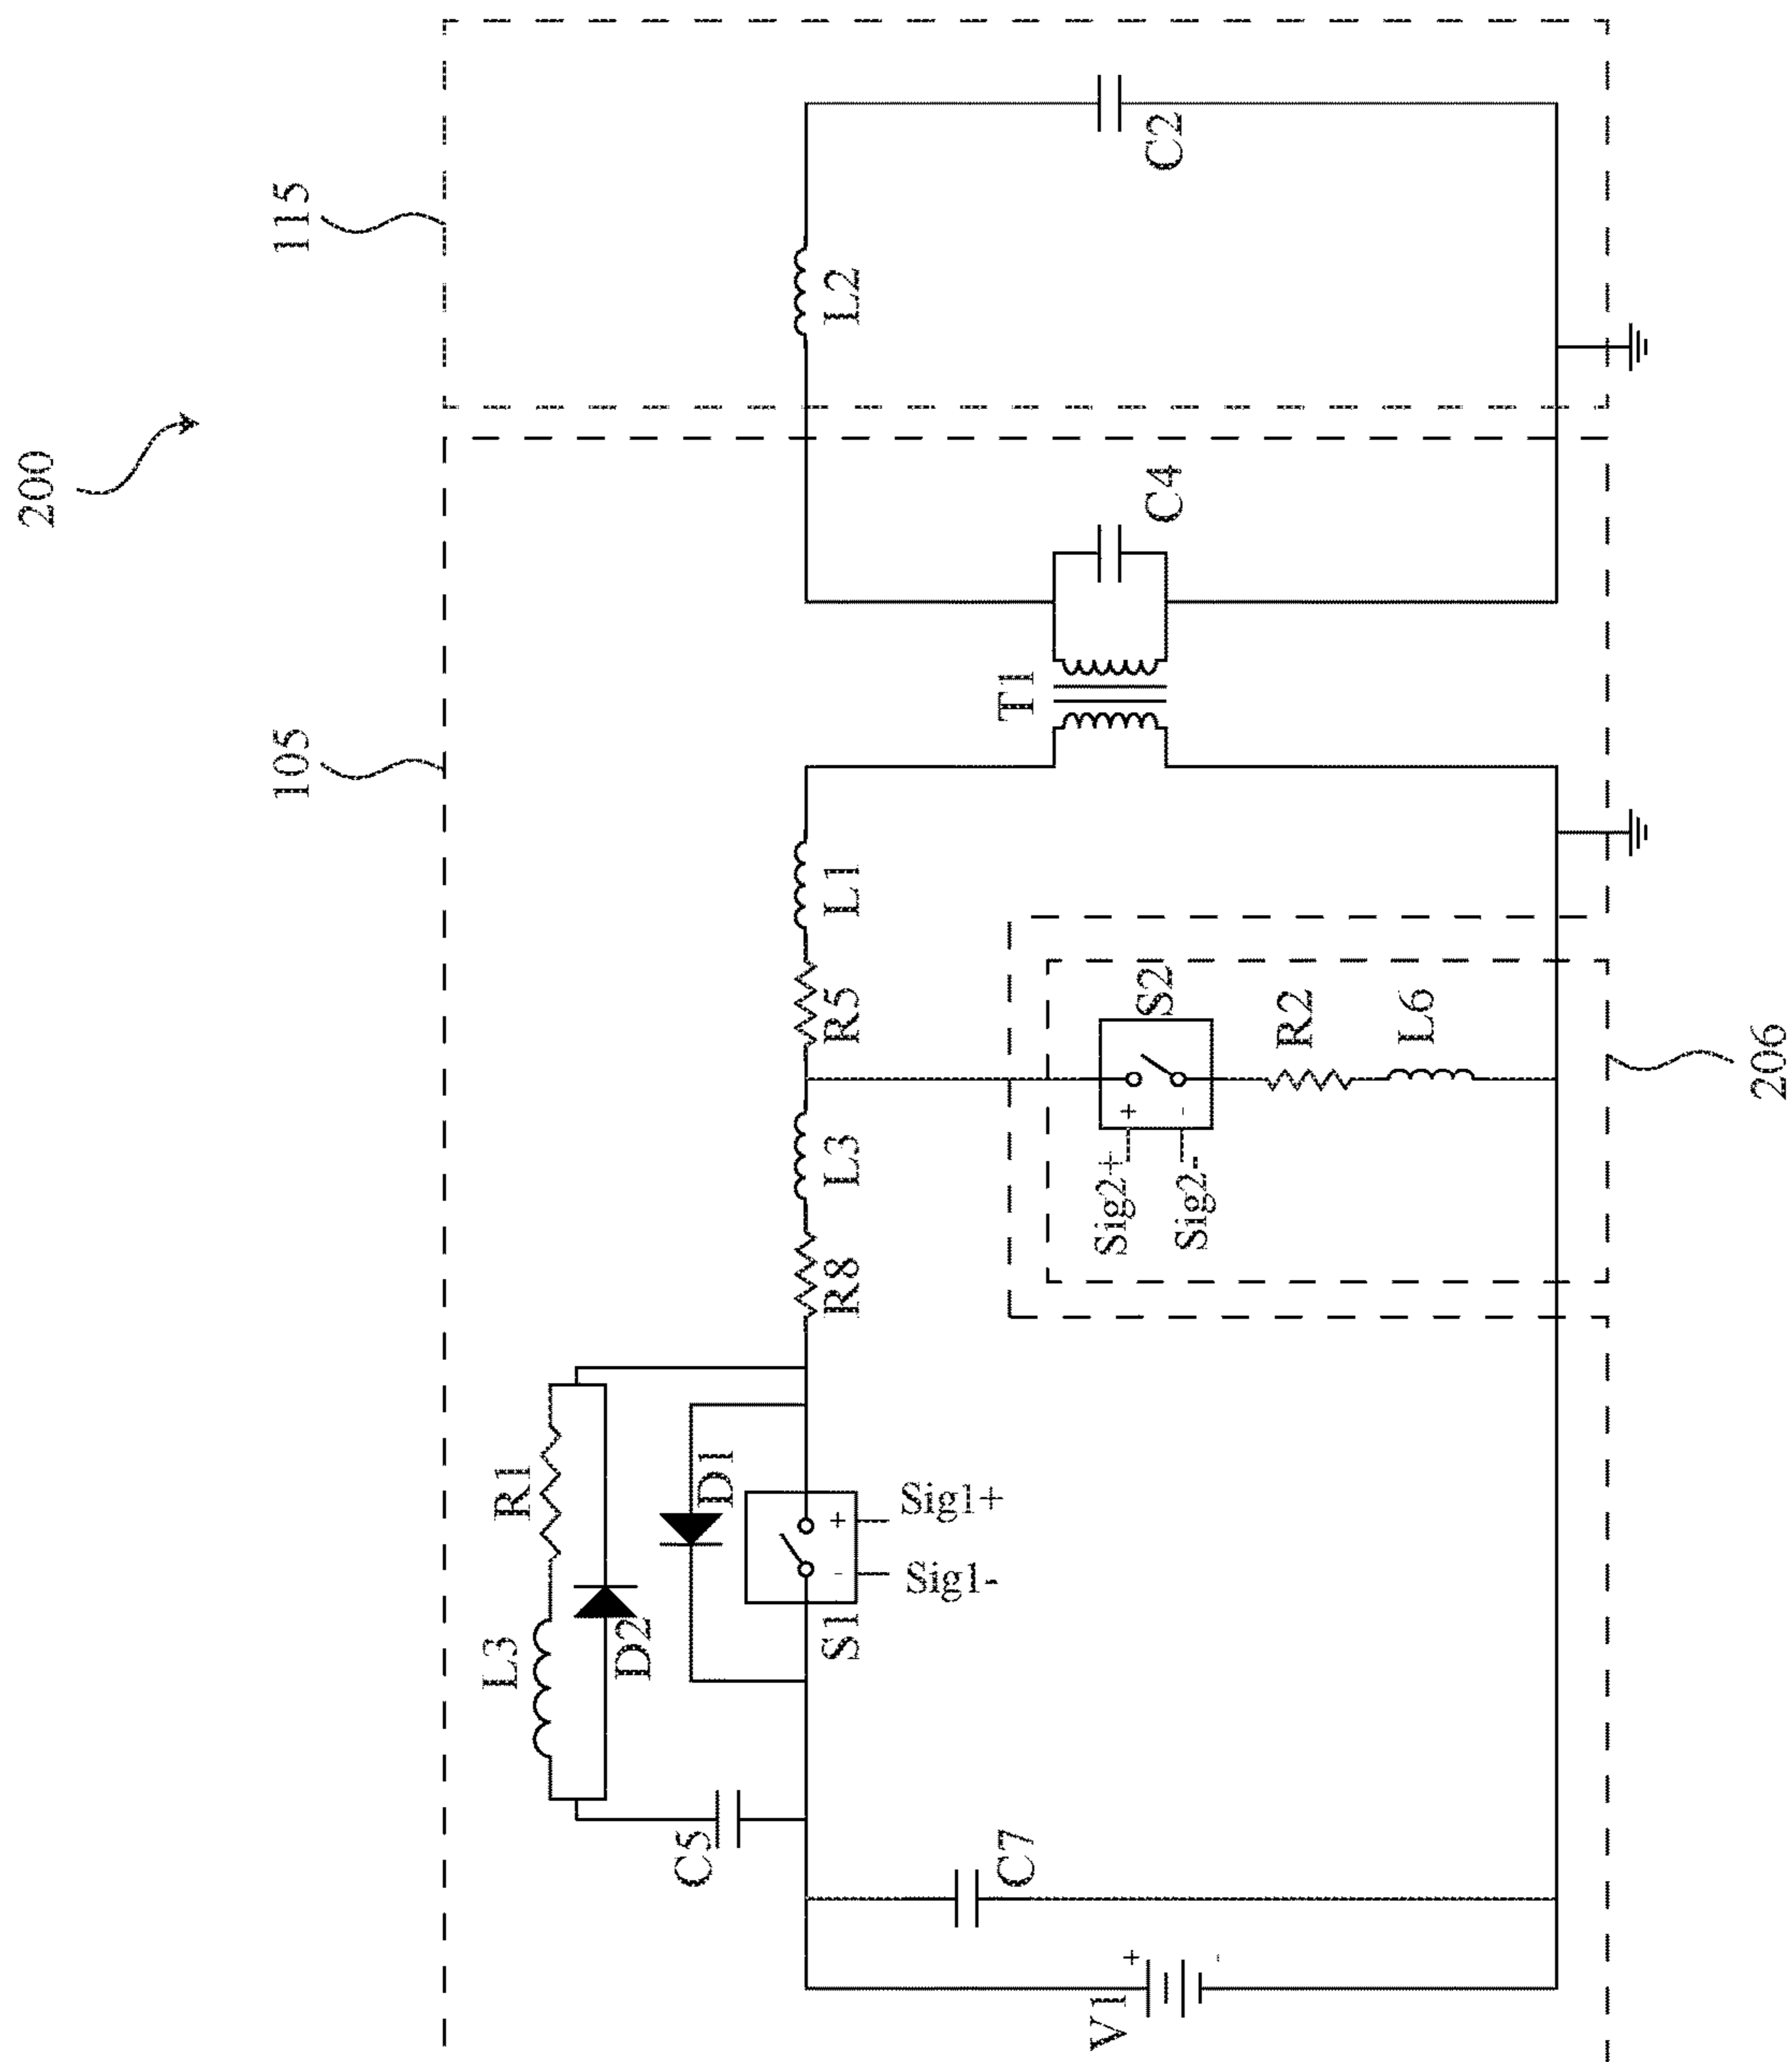 200
105
115
R1
L3
D2
D1
C5
S1
Sig1+
Sig1-
+
-
R8
L3
R5
L1
L2
T1
C4
C2
C7
V1
+
-
S2
Sig2+
Sig2-
+
-
R2
L6
206